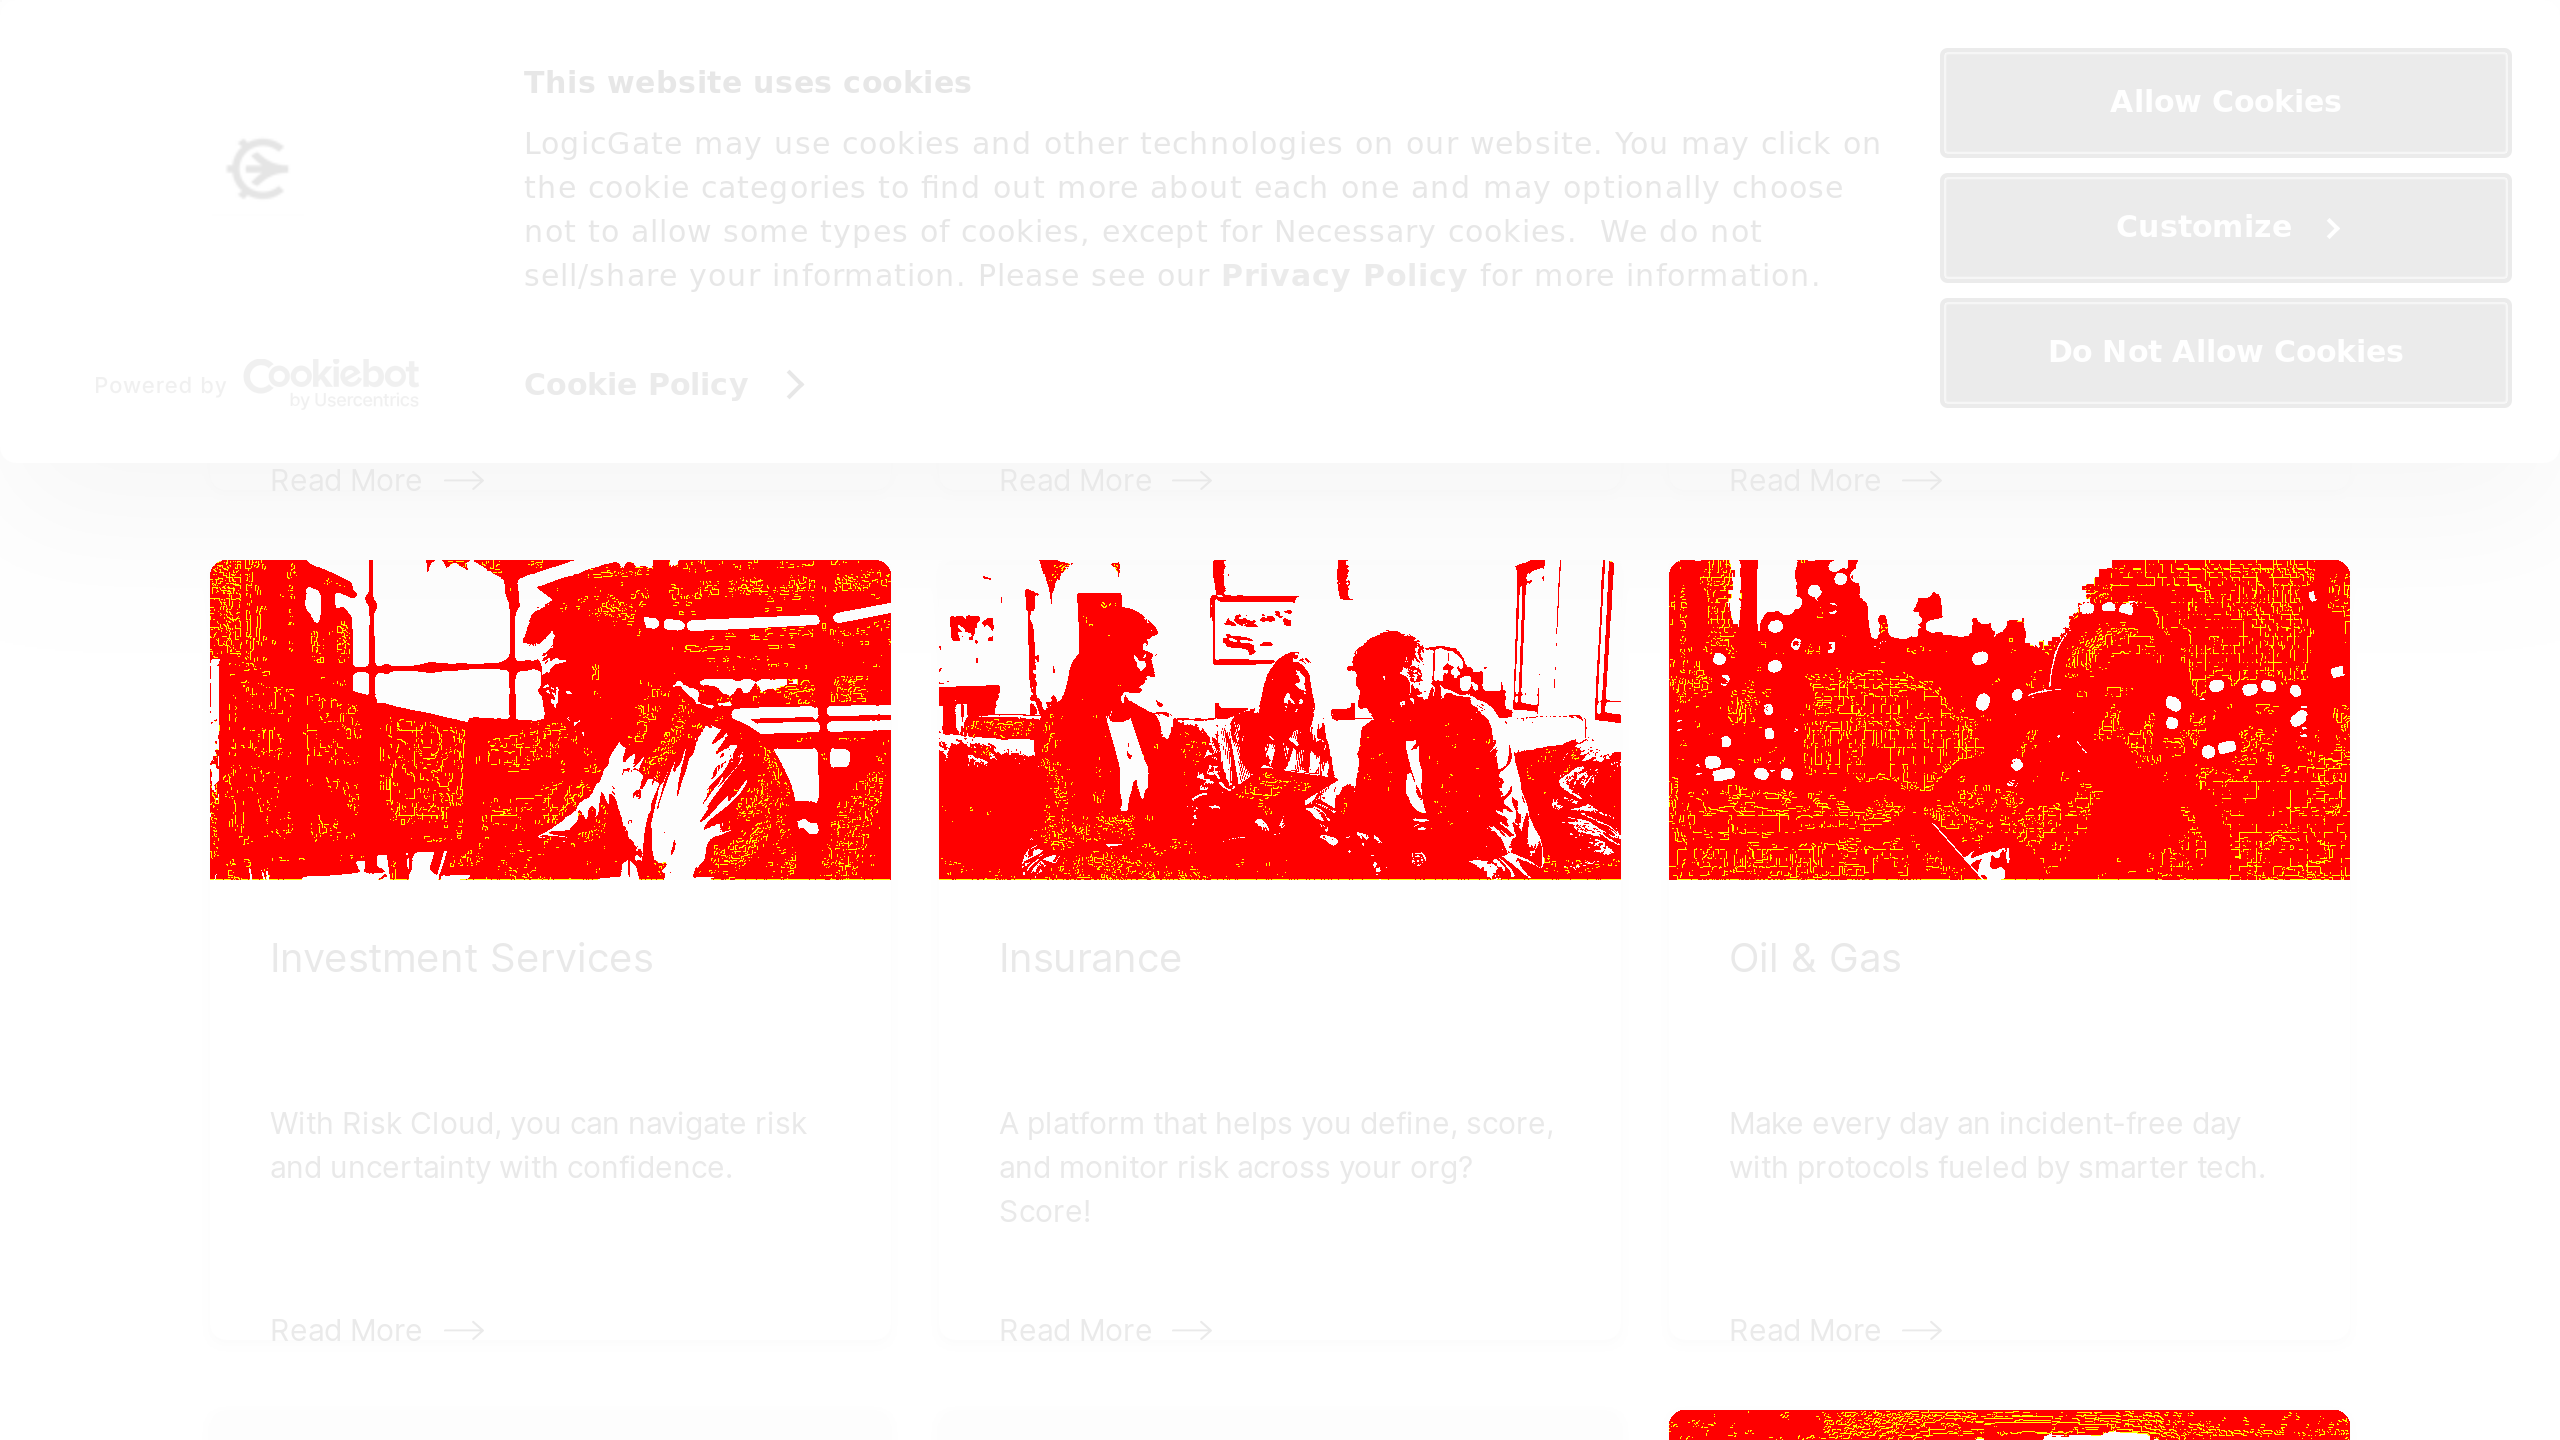 This website uses cookies
LogicGate may use cookies and other technologies on our website. You may click on
the cookie categories to find out more about each one and may optionally choose
not to allow some types of cookies, except for Necessary cookies.  We do not
sell/share your information. Please see our Privacy Policy for more information.
Allow Cookies
Customize
Do Not Allow Cookies
Powered by Cookiebot
by Usercentrics
Cookie Policy
Read More
Read More
Read More
Investment Services
With Risk Cloud, you can navigate risk
and uncertainty with confidence.
Read More
Insurance
A platform that helps you define, score,
and monitor risk across your org?
Score!
Read More
Oil & Gas
Make every day an incident-free day
with protocols fueled by smarter tech.
Read More